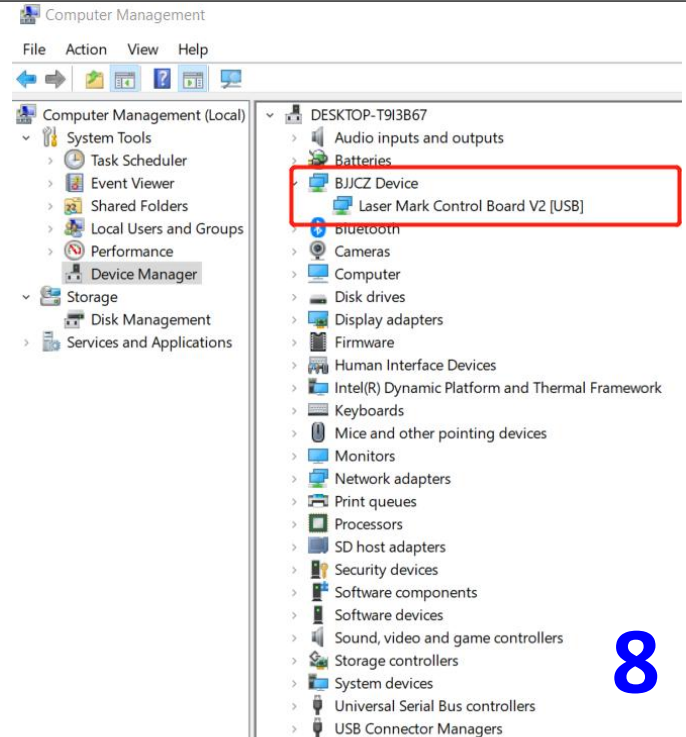 Computer Management
File Action View Help
Computer Management (Local)
System Tools
Task Scheduler
Event Viewer
Shared Folders
Local Users and Groups
Performance
Device Manager
Storage
Disk Management
Services and Applications
DESKTOP-T9I3B67
Audio inputs and outputs
Batteries
BJJCZ Device
Laser Mark Control Board V2 [USB]
Bluetooth
Cameras
Computer
Disk drives
Display adapters
Firmware
Human Interface Devices
Intel(R) Dynamic Platform and Thermal Framework
Keyboards
Mice and other pointing devices
Monitors
Network adapters
Print queues
Processors
SD host adapters
Security devices
Software components
Software devices
Sound, video and game controllers
Storage controllers
System devices
Universal Serial Bus controllers
USB Connector Managers
8